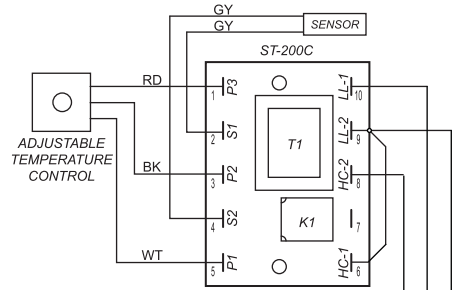 GY
GY
SENSOR
ST-200C
RD
1 P3
LL-1 10
2 S1
LL-2 9
T1
ADJUSTABLE
TEMPERATURE
CONTROL
BK
3 P2
HC-2 8
4 S2
K1
7
WT
5 P1
HC-1 6